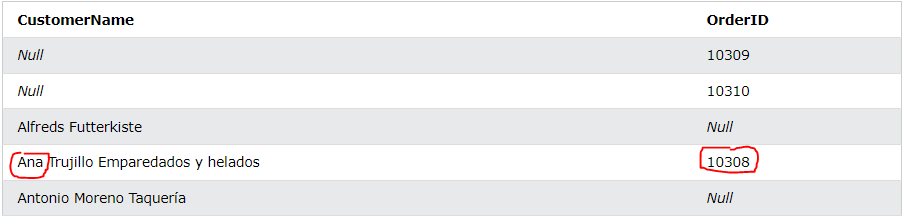 CustomerName OrderID
Null 10309
Null 10310
Alfreds Futterkiste Null
Ana Trujillo Emparedados y helados 10308
Antonio Moreno Taquería Null